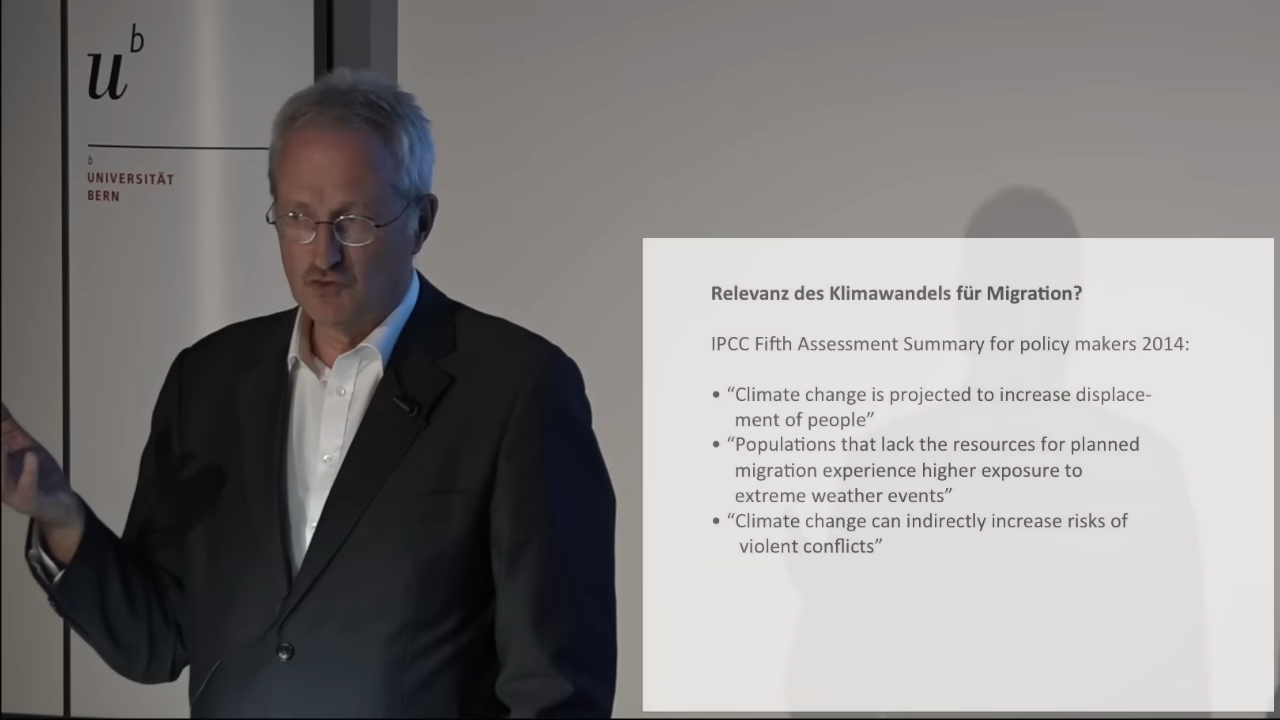 u b
b
UNIVERSITÄT
BERN
Relevanz des Klimawandels für Migration?
IPCC Fifth Assessment Summary for policy makers 2014:
• “Climate change is projected to increase displace-
ment of people”
• “Populations that lack the resources for planned
migration experience higher exposure to
extreme weather events”
• “Climate change can indirectly increase risks of
violent conflicts”